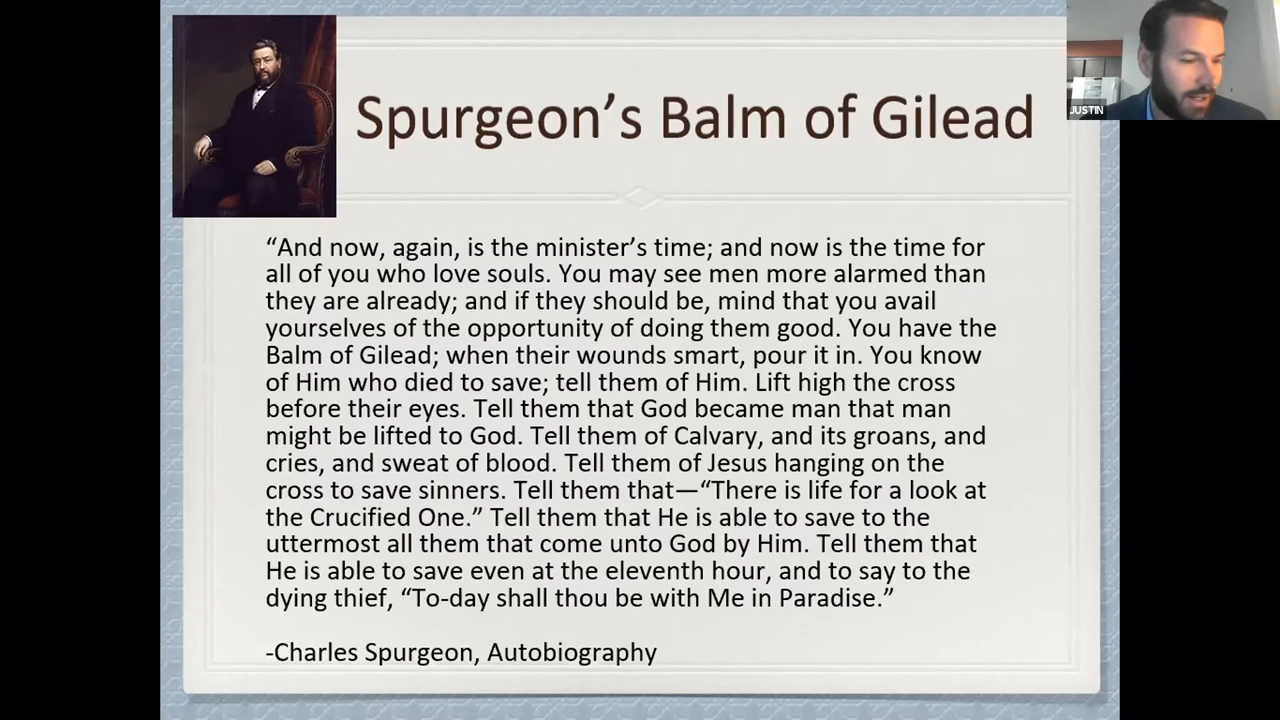 JUSTIN
Spurgeon’s Balm of Gilead
“And now, again, is the minister’s time; and now is the time for
all of you who love souls. You may see men more alarmed than
they are already; and if they should be, mind that you avail
yourselves of the opportunity of doing them good. You have the
Balm of Gilead; when their wounds smart, pour it in. You know
of Him who died to save; tell them of Him. Lift high the cross
before their eyes. Tell them that God became man that man
might be lifted to God. Tell them of Calvary, and its groans, and
cries, and sweat of blood. Tell them of Jesus hanging on the
cross to save sinners. Tell them that—“There is life for a look at
the Crucified One.” Tell them that He is able to save to the
uttermost all them that come unto God by Him. Tell them that
He is able to save even at the eleventh hour, and to say to the
dying thief, “To-day shall thou be with Me in Paradise.”
-Charles Spurgeon, Autobiography